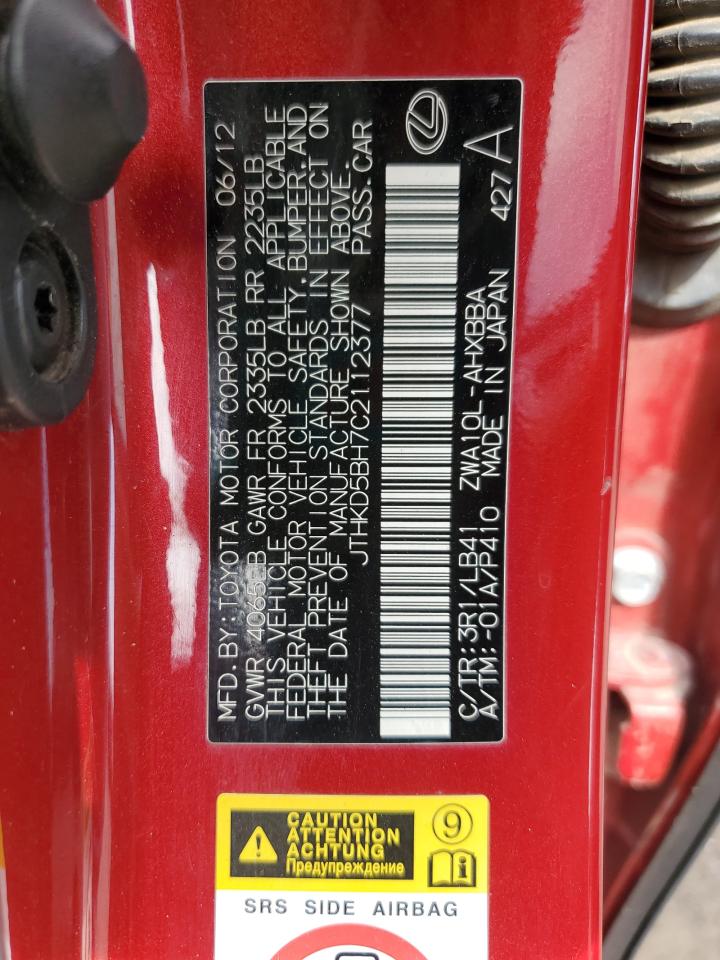 MFD. BY: TOYOTA MOTOR CORPORATION 06/12
GVWR 4065LB GAWR FR 2335LB RR 2235LB
THIS VEHICLE CONFORMS TO ALL APPLICABLE
FEDERAL MOTOR VEHICLE SAFETY, BUMPER, AND
THEFT PREVENTION STANDARDS IN EFFECT ON
THE DATE OF MANUFACTURE SHOWN ABOVE.
JTHKD5BH7C2112377 PASS.CAR
C/TR:3R1/LB41 ZWA10L-AHXBBA 427 A
A/TM:-01A/P410 MADE IN JAPAN
CAUTION
ATTENTION
ACHTUNG
Предупреждение
9
i
SRS SIDE AIRBAG